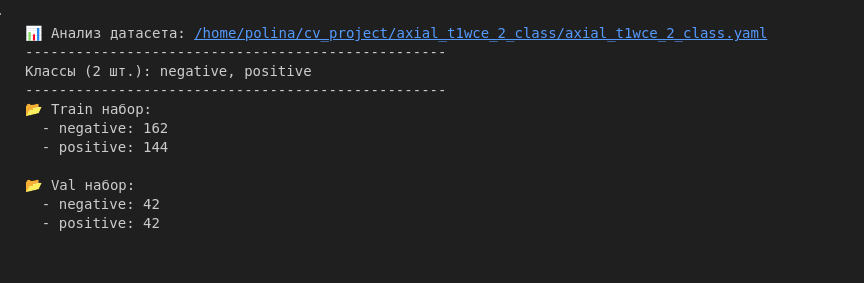 📊 Анализ датасета: /home/polina/cv_project/axial_t1wce_2_class/axial_t1wce_2_class.yaml
--------------------------------------------------
Классы (2 шт.): negative, positive
--------------------------------------------------
📂 Train набор:
- negative: 162
- positive: 144
📂 Val набор:
- negative: 42
- positive: 42